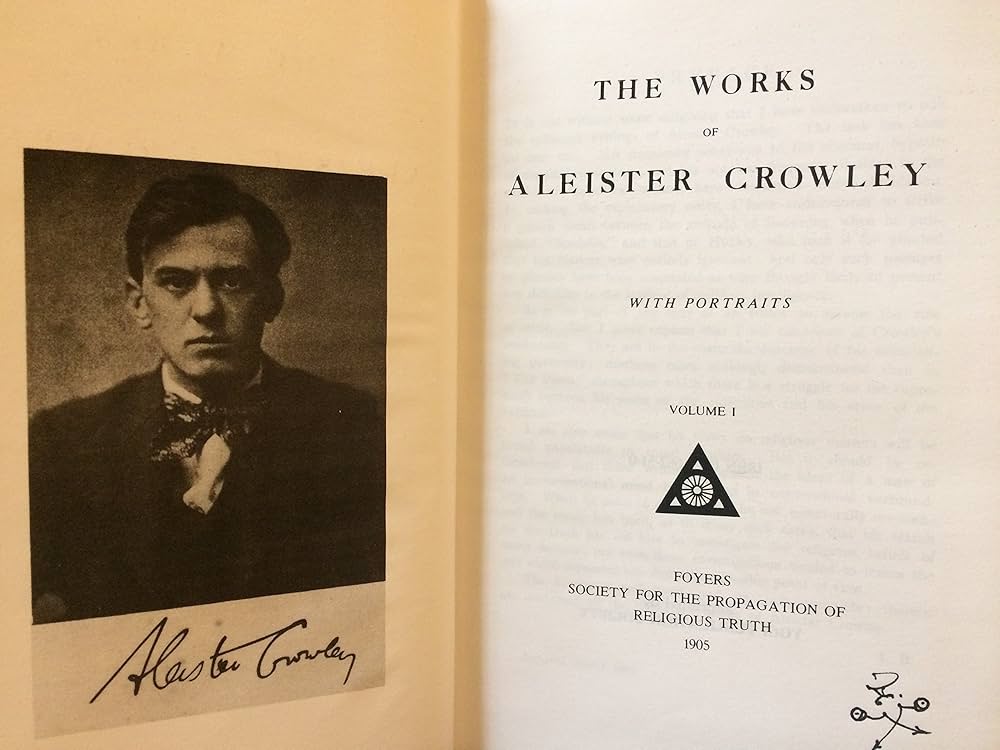 Aleister Crowley
THE WORKS
OF
ALEISTER CROWLEY
WITH PORTRAITS
VOLUME I
FOYERS
SOCIETY FOR THE PROPAGATION OF
RELIGIOUS TRUTH
1905